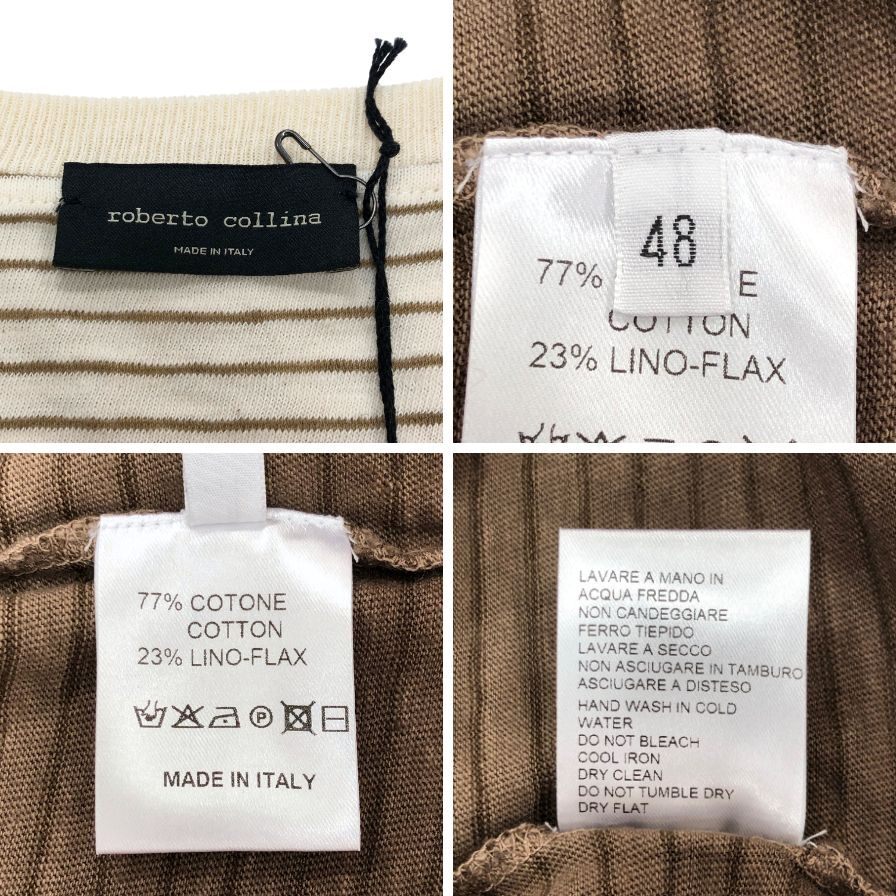 roberto collina
MADE IN ITALY
48
77% E
COTTON
23% LINO-FLAX
77% COTONE
COTTON
23% LINO-FLAX
P
MADE IN ITALY
LAVARE A MANO IN
ACQUA FREDDA
NON CANDEGGIARE
FERRO TIEPIDO
LAVARE A SECCO
NON ASCIUGARE IN TAMBURO
ASCIUGARE A DISTESO
HAND WASH IN COLD
WATER
DO NOT BLEACH
COOL IRON
DRY CLEAN
DO NOT TUMBLE DRY
DRY FLAT